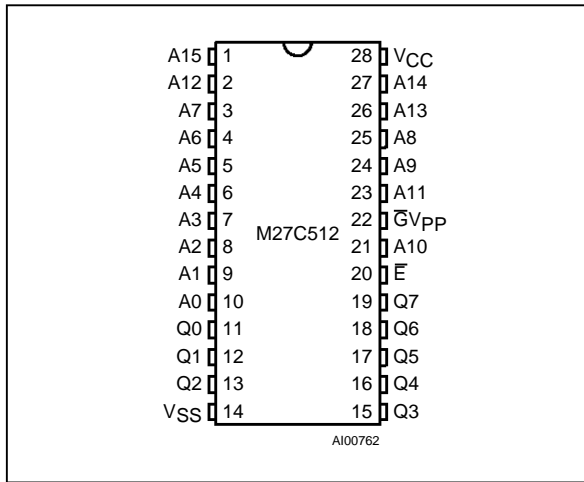 A15 1 28 VCC
A12 2 27 A14
A7 3 26 A13
A6 4 25 A8
A5 5 24 A9
A4 6 23 A11
A3 7 22 G̅VPP
M27C512
A2 8 21 A10
A1 9 20 E̅
A0 10 19 Q7
Q0 11 18 Q6
Q1 12 17 Q5
Q2 13 16 Q4
VSS 14 15 Q3
AI00762